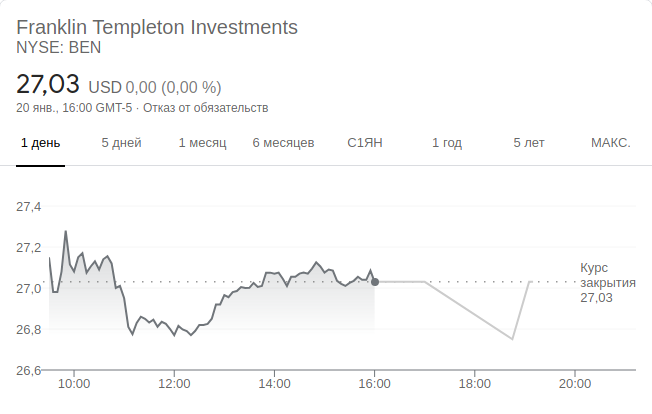 Franklin Templeton Investments
NYSE: BEN
27,03 USD 0,00 (0,00 %)
20 янв., 16:00 GMT-5 · Отказ от обязательств
1 день 5 дней 1 месяц 6 месяцев С1ЯН 1 год 5 лет МАКС.
27,4
27,2
27,0
26,8
26,6
Курс
закрытия
27,03
10:00 12:00 14:00 16:00 18:00 20:00